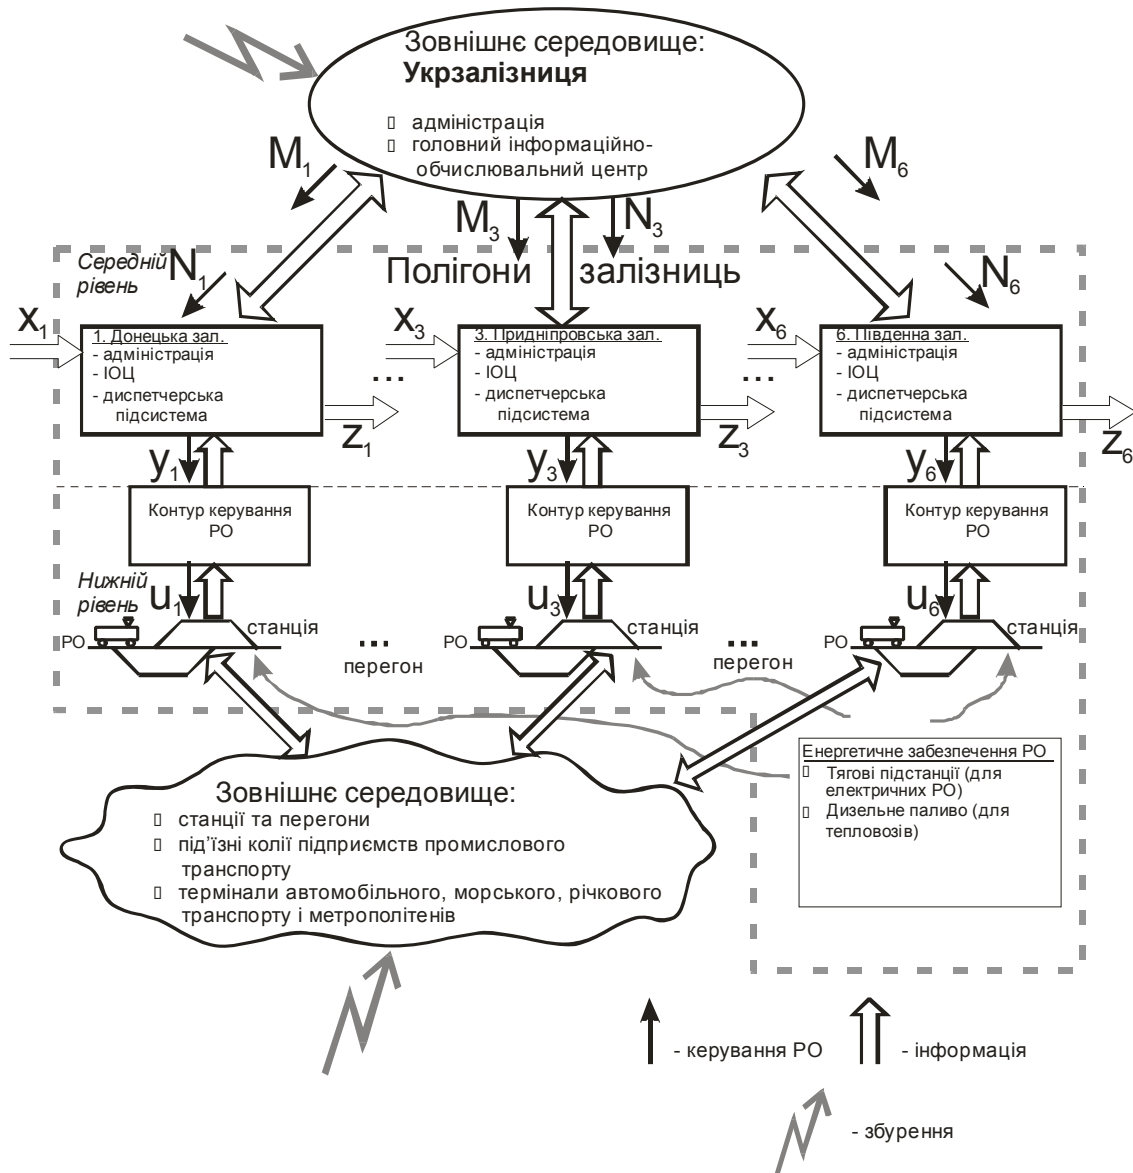 Зовнішнє середовище:
Укрзалізниця
адміністрація
головний інформаційно-
обчислювальний центр
M1
M6
M3
N3
Середній
рівень
N1
Полігони залізниць
N6
x1
1. Донецька зал.
- адміністрація
- ІОЦ
- диспетчерська
підсистема
...
z1
x3
3. Придніпровська зал.
- адміністрація
- ІОЦ
- диспетчерська
підсистема
...
z3
x6
6. Південна зал.
- адміністрація
- ІОЦ
- диспетчерська
підсистема
z6
y1
y3
y6
Контур керування
РО
Контур керування
РО
Контур керування
РО
Нижній
рівень
u1
u3
u6
РО
станція
...
перегон
РО
станція
...
перегон
РО
станція
Енергетичне забезпечення РО
Тягові підстанції (для
електричних РО)
Дизельне паливо (для
тепловозів)
Зовнішнє середовище:
станції та перегони
під’їзні колії підприємств промислового
транспорту
термінали автомобільного, морського, річкового
транспорту і метрополітенів
- керування РО
- інформація
- збурення